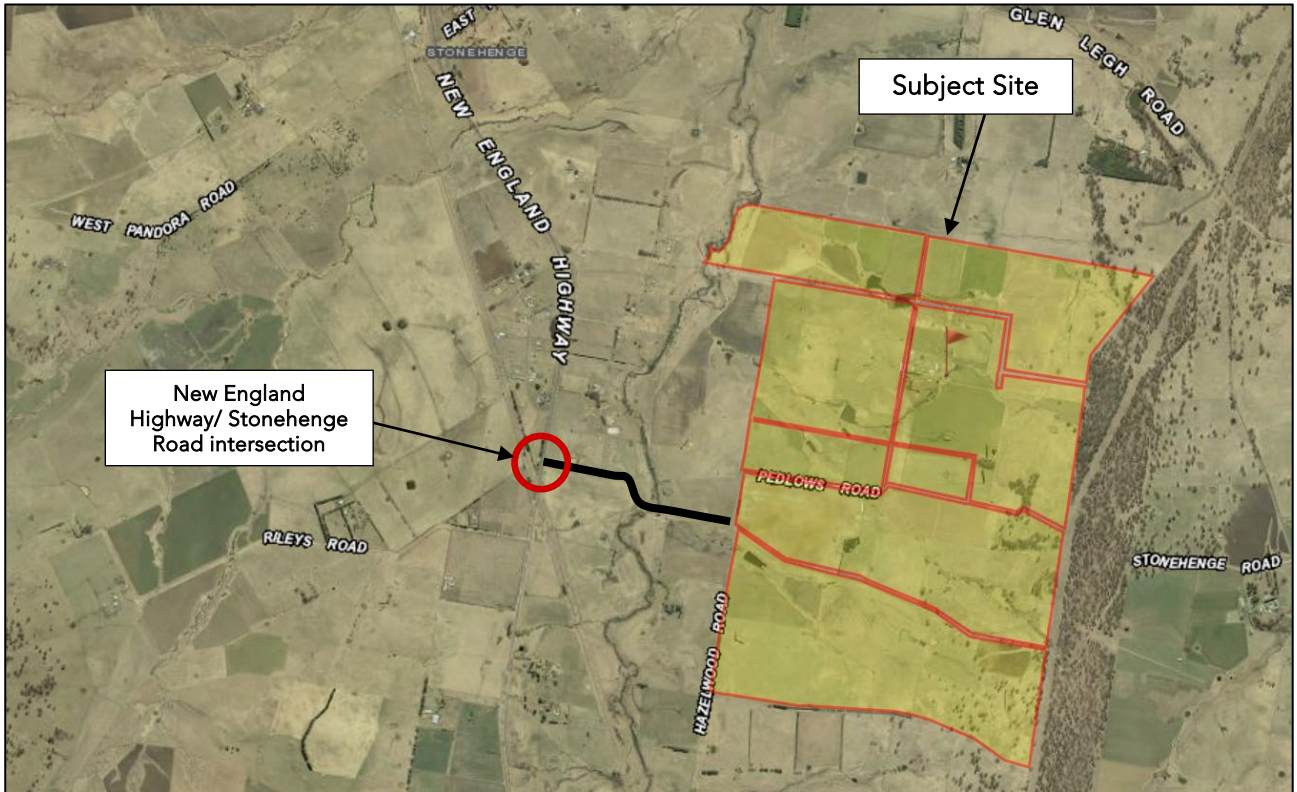 EAST
STONEHENGE
GLEN LEGH ROAD
Subject Site
NEW ENGLAND HIGHWAY
WEST PANDORA ROAD
New England
Highway/ Stonehenge
Road intersection
PEDLOWS ROAD
RILEYS ROAD
STONEHENGE ROAD
HAZELWOOD ROAD